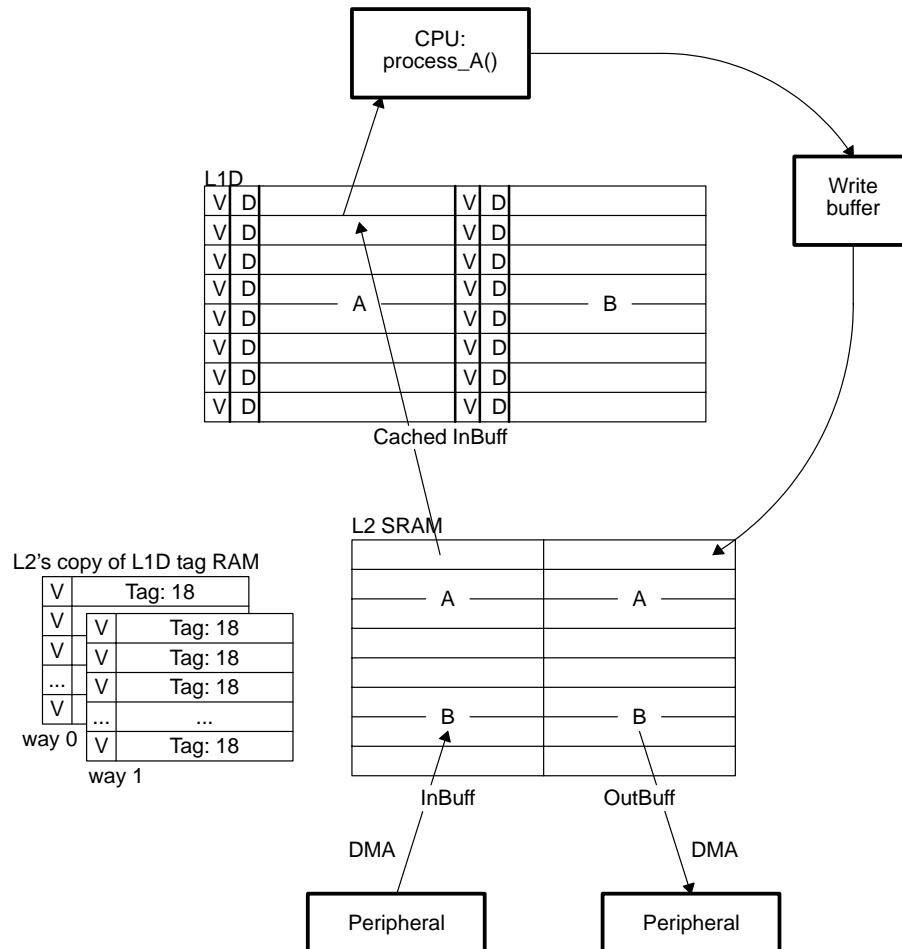 CPU:
process_A()
Write
buffer
L1D
V D V D
V D V D
V D V D
V D V D
A B
V D V D
V D V D
V D V D
V D V D
Cached InBuff
L2 SRAM
A A
B B
InBuff OutBuff
L2's copy of L1D tag RAM
V Tag: 18
V
V
...
V
way 0
V Tag: 18
V Tag: 18
V Tag: 18
... ...
V Tag: 18
way 1
DMA DMA
Peripheral Peripheral